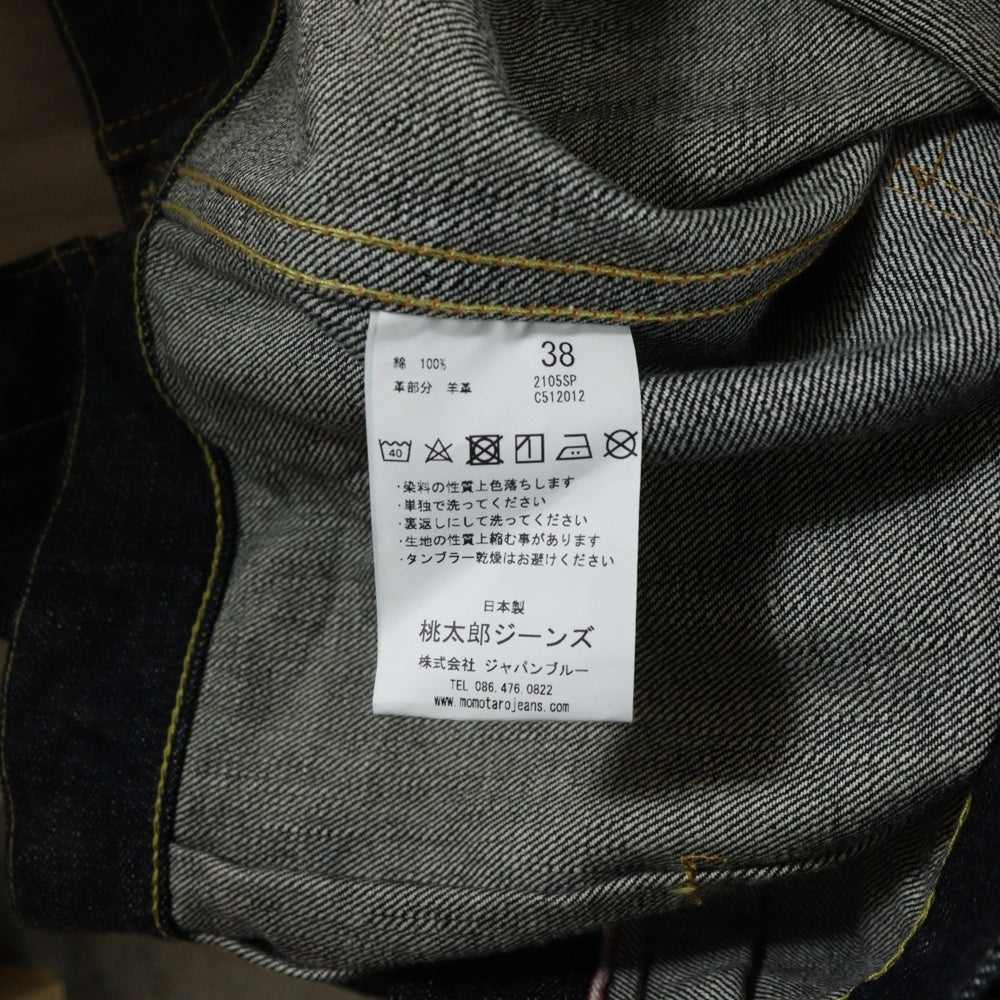 綿 100%
38
革部分 羊革
2105SP
C512012
40
・染料の性質上色落ちします
・単独で洗ってください
・裏返しにして洗ってください
・生地の性質上縮む事があります
・タンブラー乾燥はお避けください
日本製
桃太郎ジーンズ
株式会社 ジャパンブルー
TEL 086.476.0822
www.momotarojeans.com